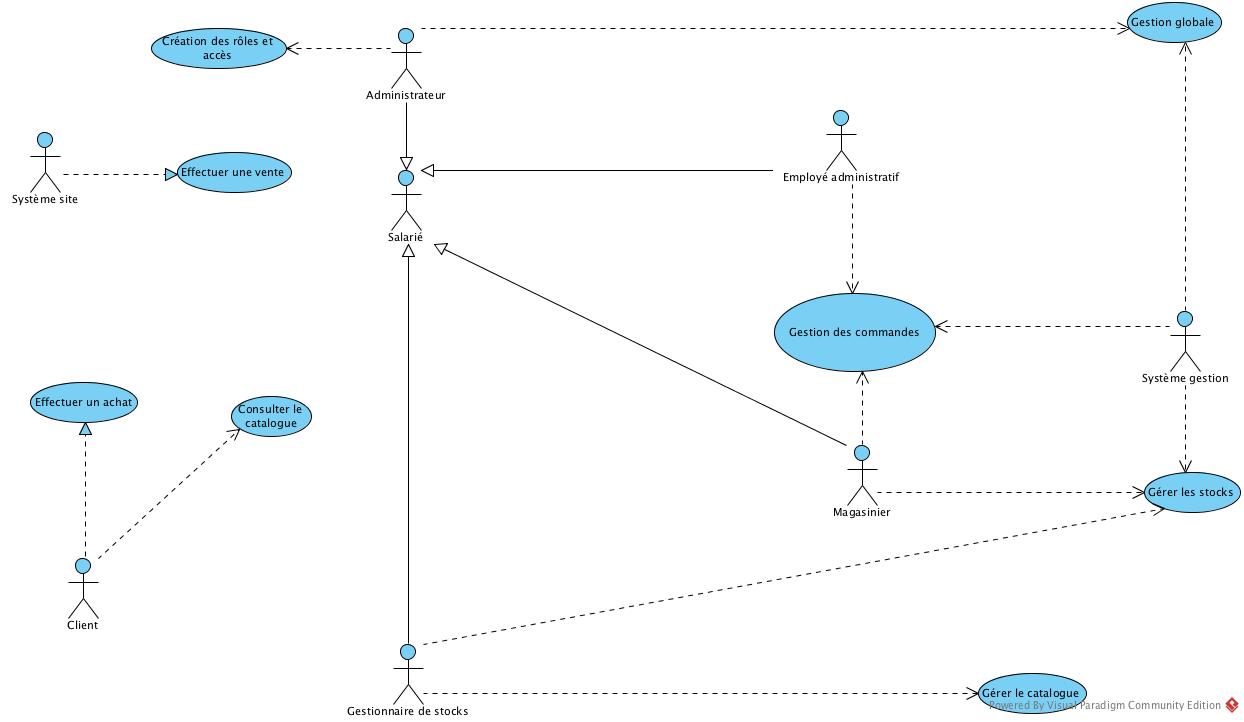 Gestion globale
Création des rôles et
accès
Administrateur
Système site
Effectuer une vente
Employé administratif
Salarié
Gestion des commandes
Système gestion
Effectuer un achat
Consulter le
catalogue
Magasinier
Gérer les stocks
Client
Gestionnaire de stocks
Gérer le catalogue
Powered By Visual Paradigm Community Edition